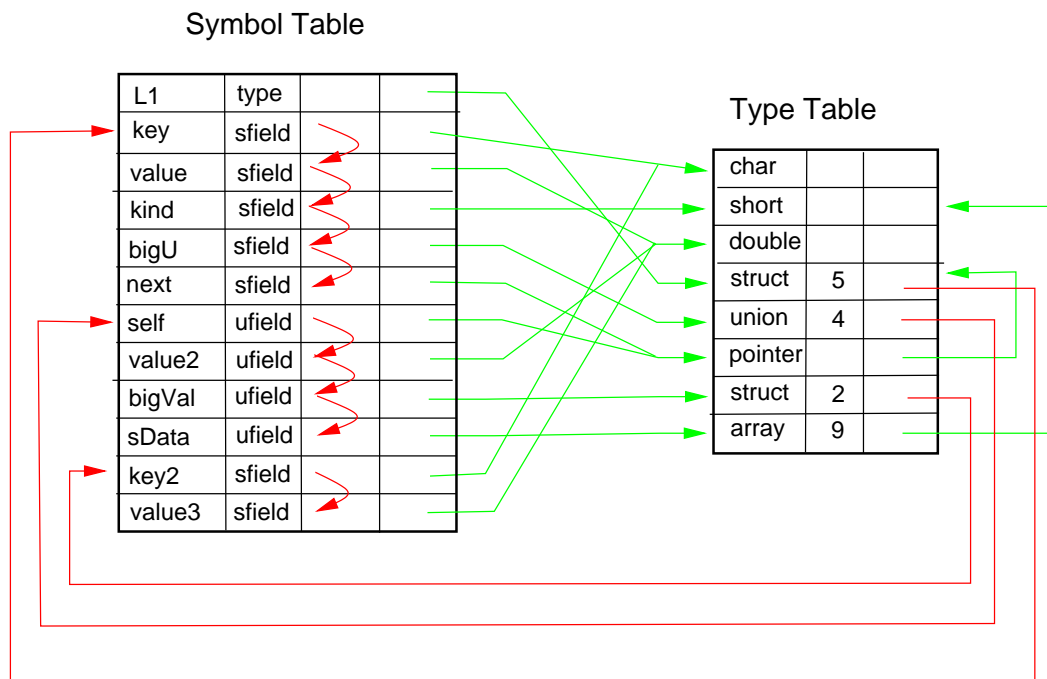 Symbol Table
L1 type
key sfield
value sfield
kind sfield
bigU sfield
next sfield
self ufield
value2 ufield
bigVal ufield
sData ufield
key2 sfield
value3 sfield
Type Table
char
short
double
struct 5
union 4
pointer
struct 2
array 9